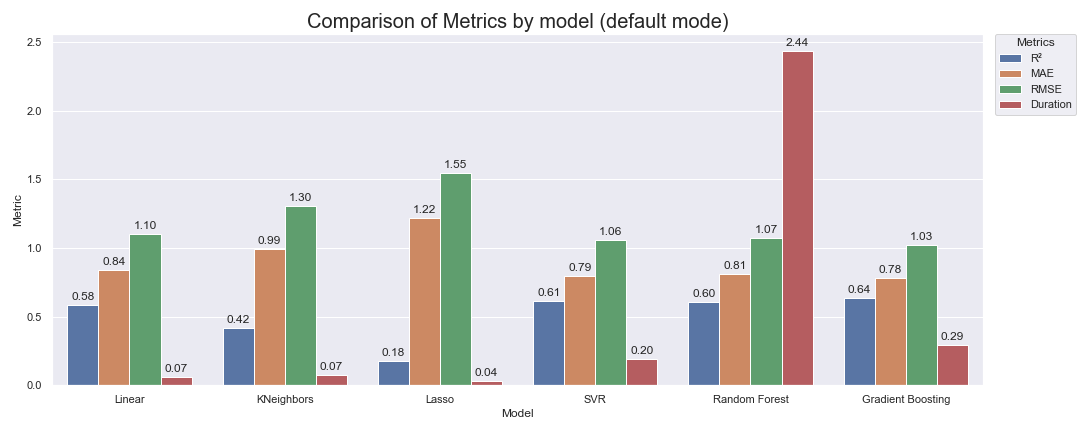 Comparison of Metrics by model (default mode)
Metrics
R²
MAE
RMSE
Duration
Metric
2.5
2.0
1.5
1.0
0.5
0.0
0.58
0.84
1.10
0.07
0.42
0.99
1.30
0.07
0.18
1.22
1.55
0.04
0.61
0.79
1.06
0.20
0.60
0.81
1.07
2.44
0.64
0.78
1.03
0.29
Linear
KNeighbors
Lasso
SVR
Random Forest
Gradient Boosting
Model